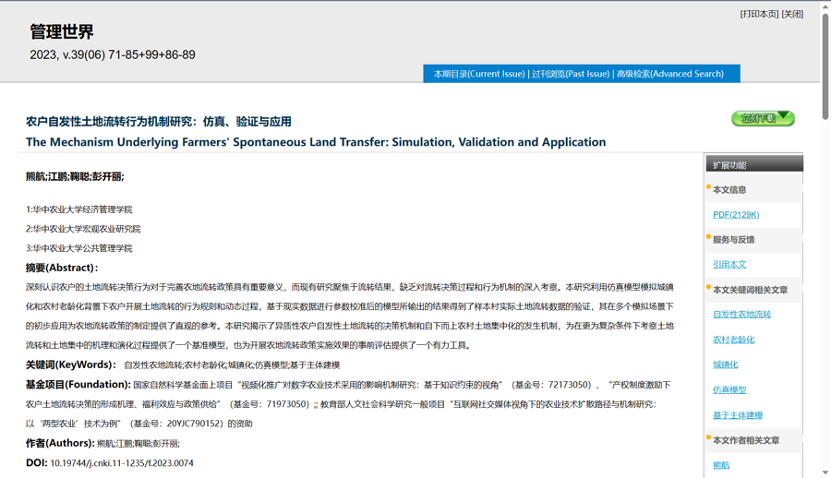 [打印本页] [关闭]
管理世界
2023, v.39(06) 71-85+99+86-89
本期目录(Current Issue) | 过刊浏览(Past Issue) | 高级检索(Advanced Search)
农户自发性土地流转行为机制研究：仿真、验证与应用
立刻下载
The Mechanism Underlying Farmers' Spontaneous Land Transfer: Simulation, Validation and Application
熊航;江鹏;鞠聪;彭开丽;
1:华中农业大学经济管理学院
2:华中农业大学宏观农业研究院
3:华中农业大学公共管理学院
摘要(Abstract)：
深刻认识农户的土地流转决策行为对于完善农地流转政策具有重要意义，而现有研究聚焦于流转结果，缺乏对流转决策过程和行为机制的深入考察。本研究利用仿真模型模拟城镇
化和农村老龄化背景下农户开展土地流转的行为规则和动态过程，基于现实数据进行参数校准后的模型所输出的结果得到了样本村实际土地流转数据的验证，其在多个模拟场景下
的初步应用为农地流转政策的制定提供了直观的参考。本研究揭示了异质性农户自发性土地流转的决策机制和自下而上农村土地集中化的发生机制，为在更为复杂条件下考察土地
流转和土地集中的机理和演化过程提供了一个基准模型，也为开展农地流转政策实施效果的事前评估提供了一个有力工具。
关键词(KeyWords)： 自发性农地流转;农村老龄化;城镇化;仿真模型;基于主体建模
基金项目(Foundation): 国家自然科学基金面上项目“视频化推广对数字农业技术采用的影响机制研究：基于知识约束的视角”（基金号：72173050）、“产权制度激励下
农户土地流转决策的形成机理、福利效应与政策供给”（基金号：71973050）;; 教育部人文社会科学研究一般项目“互联网社交媒体视角下的农业技术扩散路径与机制研究：
以‘两型农业’技术为例”（基金号：20YJC790152）的资助
作者(Authors): 熊航;江鹏;鞠聪;彭开丽;
DOI: 10.19744/j.cnki.11-1235/f.2023.0074
扩展功能
本文信息
PDF(2129K)
服务与反馈
引用本文
本文关键词相关文章
自发性农地流转
农村老龄化
城镇化
仿真模型
基于主体建模
本文作者相关文章
熊航